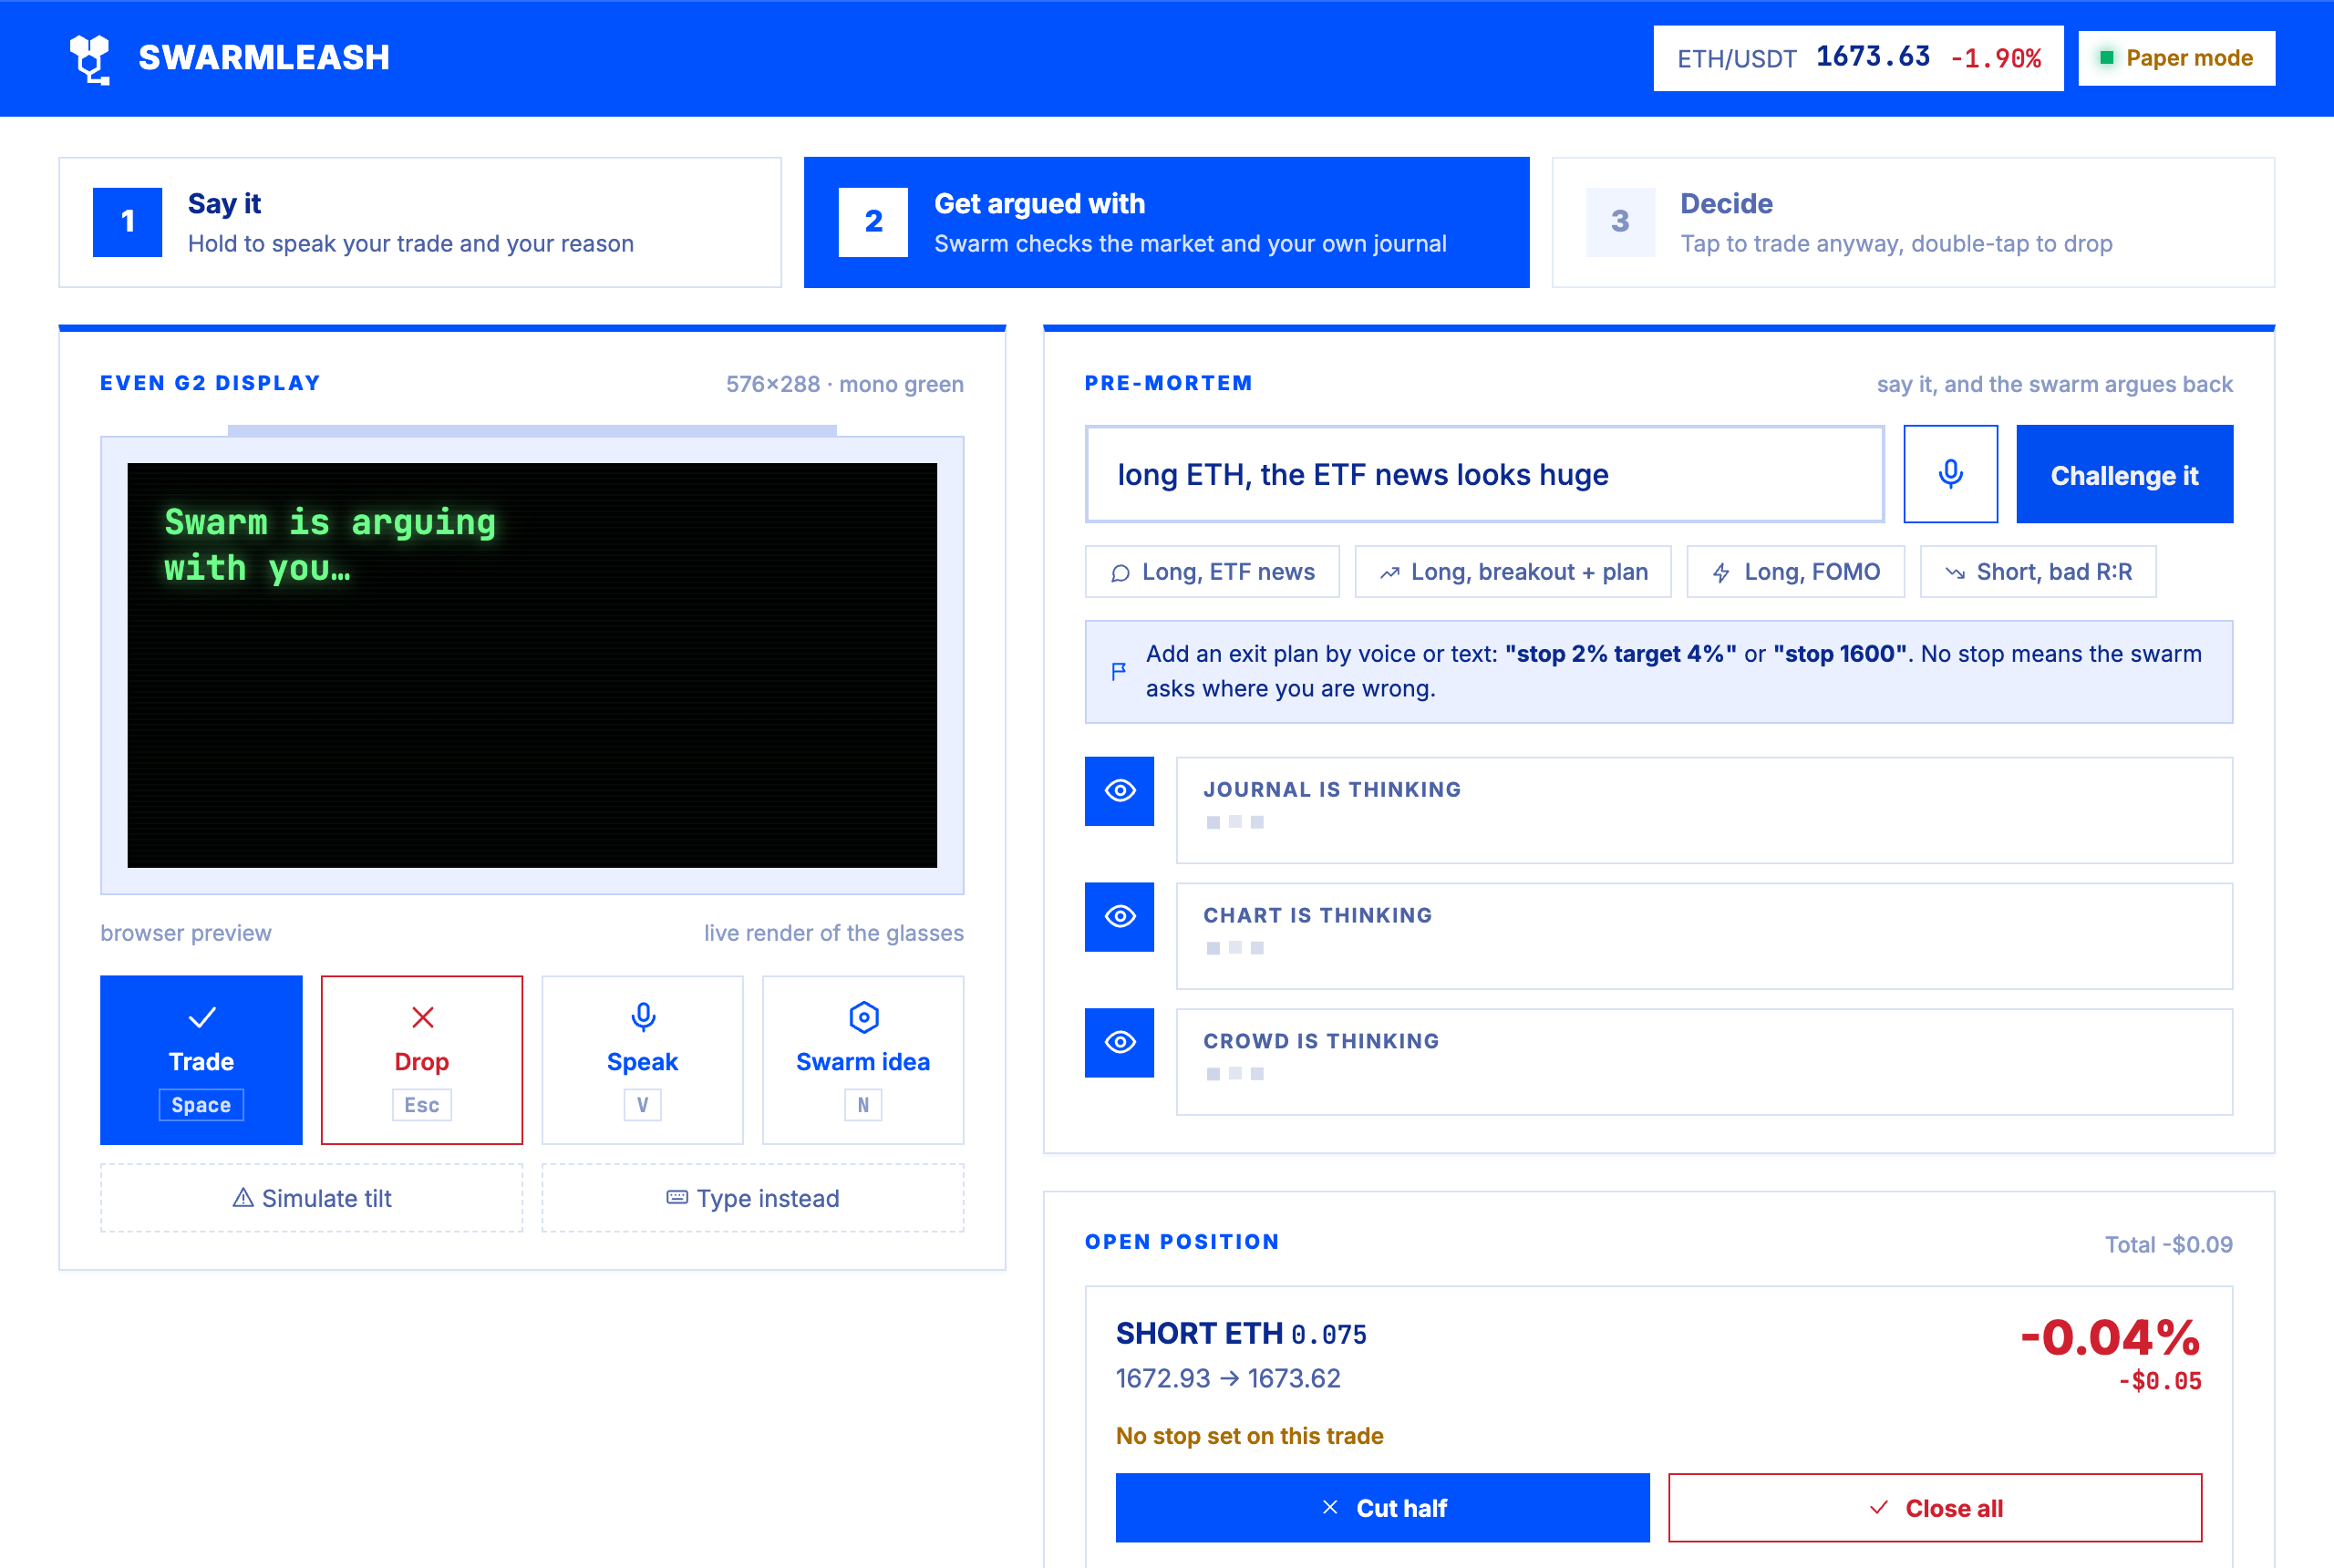 SWARMLEASH
ETH/USDT 1673.63 -1.90%
Paper mode
1
Say it
Hold to speak your trade and your reason
2
Get argued with
Swarm checks the market and your own journal
3
Decide
Tap to trade anyway, double-tap to drop
EVEN G2 DISPLAY
576×288 · mono green
Swarm is arguing
with you…
browser preview
live render of the glasses
Trade
Space
Drop
Esc
Speak
V
Swarm idea
N
Simulate tilt
Type instead
PRE-MORTEM
say it, and the swarm argues back
long ETH, the ETF news looks huge
Challenge it
Long, ETF news
Long, breakout + plan
Long, FOMO
Short, bad R:R
Add an exit plan by voice or text: "stop 2% target 4%" or "stop 1600". No stop means the swarm
asks where you are wrong.
JOURNAL IS THINKING
CHART IS THINKING
CROWD IS THINKING
OPEN POSITION
Total -$0.09
SHORT ETH 0.075
-0.04%
1672.93 → 1673.62
-$0.05
No stop set on this trade
Cut half
Close all